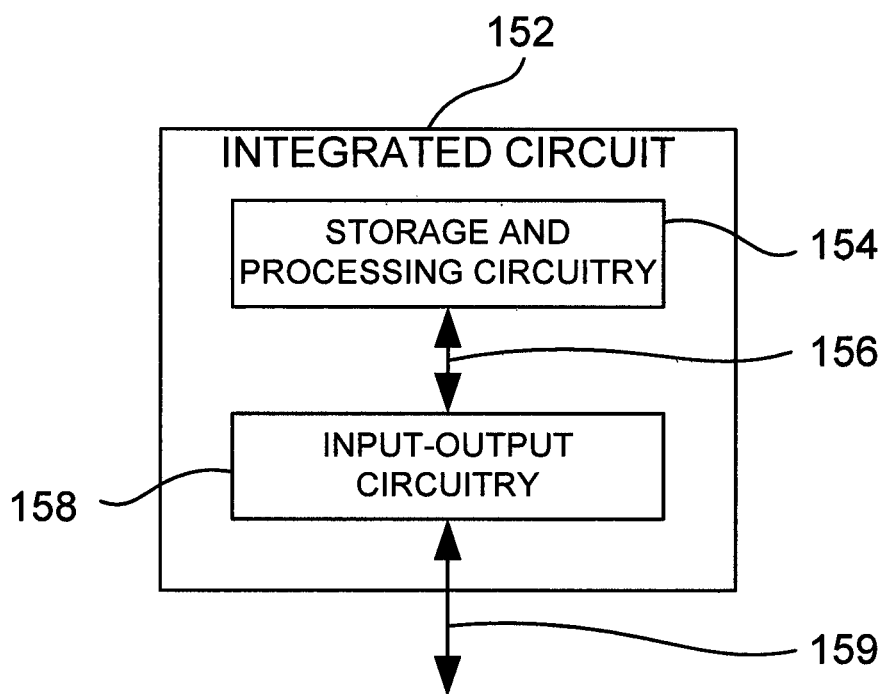 152
INTEGRATED CIRCUIT
STORAGE AND
PROCESSING CIRCUITRY
154
156
INPUT-OUTPUT
CIRCUITRY
158
159